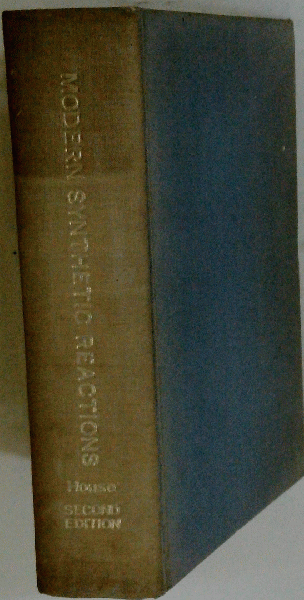 MODERN SYNTHETIC REACTIONS
House
SECOND
EDITION